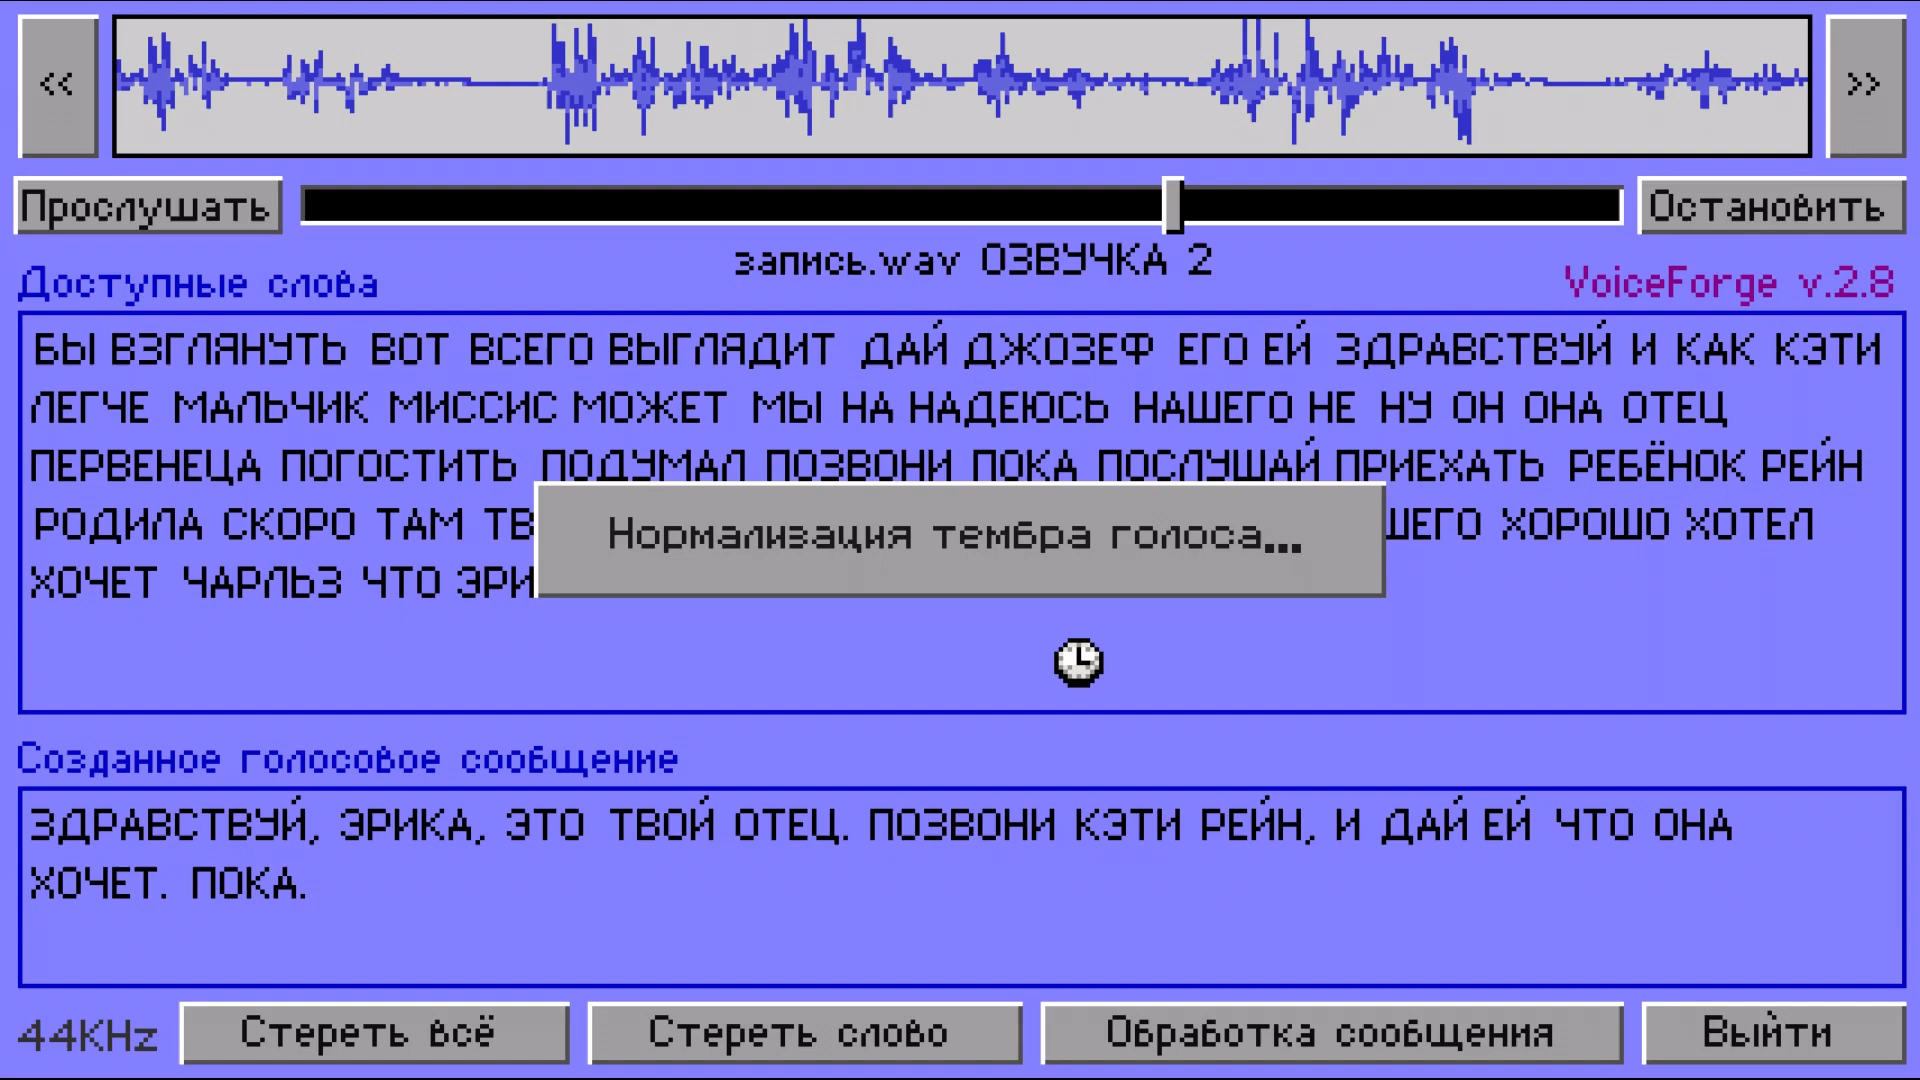 <<
>>
Прослушать
Остановить
запись.wav ОЗВУЧКА 2
Доступные слова
VoiceForge v.2.8
БЫ ВЗГЛЯНУТЬ ВОТ ВСЕГО ВЫГЛЯДИТ ДАЙ ДЖОЗЕФ ЕГО ЕЙ ЗДРАВСТВУЙ И КАК КЭТИ
ЛЕГЧЕ МАЛЬЧИК МИССИС МОЖЕТ МЫ НА НАДЕЮСЬ НАШЕГО НЕ НУ ОН ОНА ОТЕЦ
ПЕРВЕНЕЦА ПОГОСТИТЬ ПОДУМАЛ ПОЗВОНИ ПОКА ПОСЛУШАЙ ПРИЕХАТЬ РЕБЁНОК РЕЙН
РОДИЛА СКОРО ТАМ ТВ ШЕГО ХОРОШО ХОТЕЛ
ХОЧЕТ ЧАРЛЬЗ ЧТО ЭРИ
Нормализация тембра голоса...
Созданное голосовое сообщение
ЗДРАВСТВУЙ, ЭРИКА, ЭТО ТВОЙ ОТЕЦ. ПОЗВОНИ КЭТИ РЕЙН, И ДАЙ ЕЙ ЧТО ОНА
ХОЧЕТ. ПОКА.
44KHz
Стереть всё
Стереть слово
Обработка сообщения
Выйти